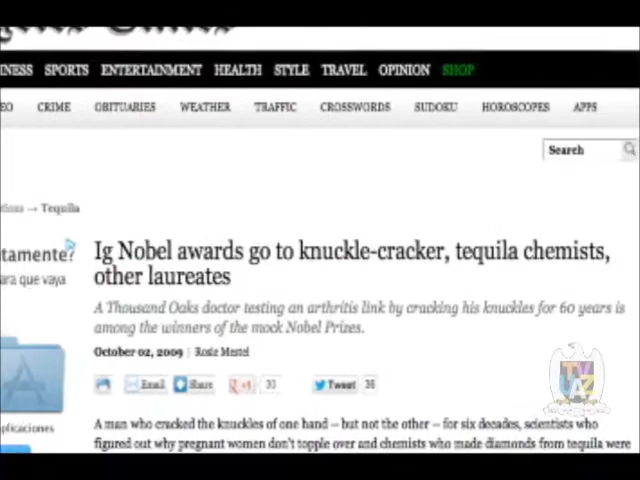 INESS SPORTS ENTERTAINMENT HEALTH STYLE TRAVEL OPINION SHOP
EO CRIME OBITUARIES WEATHER TRAFFIC CROSSWORDS SUDOKU HOROSCOPES APPS
Search
tions → Tequila
tamente?
ara que vaya
Ig Nobel awards go to knuckle-cracker, tequila chemists,
other laureates
A Thousand Oaks doctor testing an arthritis link by cracking his knuckles for 60 years is
among the winners of the mock Nobel Prizes.
October 02, 2009 | Rosie Mestel
Email Share +1 30 Tweet 36
plicaciones
A man who cracked the knuckles of one hand -- but not the other -- for six decades, scientists who
figured out why pregnant women don't topple over and chemists who made diamonds from tequila were
TV
AZ